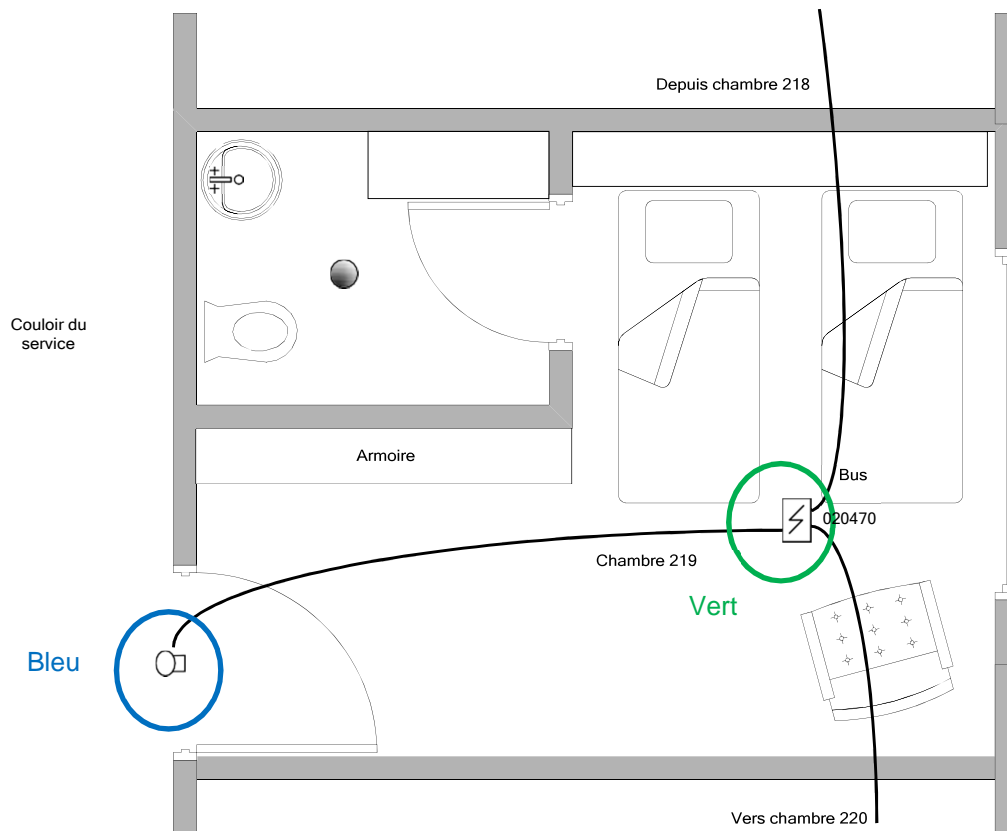 Depuis chambre 218
Couloir du
service
Armoire
Bus
020470
Chambre 219
Vert
Bleu
Vers chambre 220